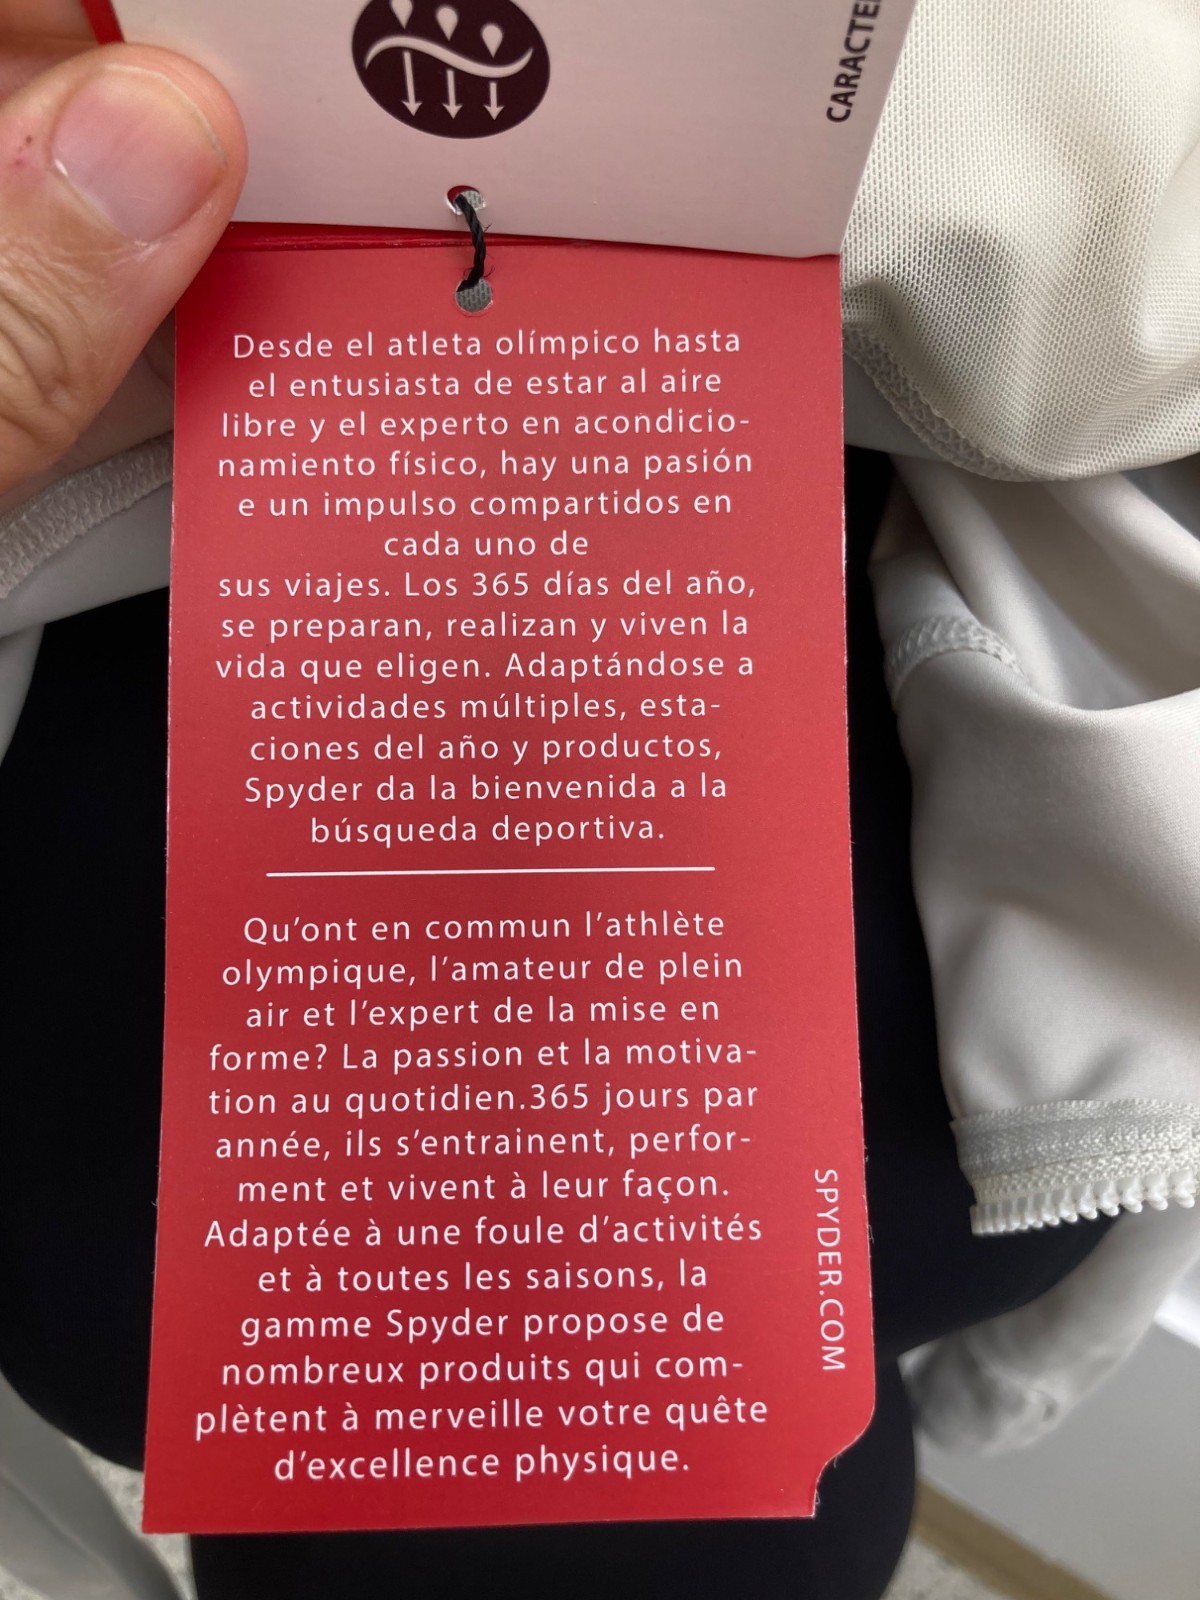 CARACTE
Desde el atleta olímpico hasta
el entusiasta de estar al aire
libre y el experto en acondicio-
namiento físico, hay una pasión
e un impulso compartidos en
cada uno de
sus viajes. Los 365 días del año,
se preparan, realizan y viven la
vida que eligen. Adaptándose a
actividades múltiples, esta-
ciones del año y productos,
Spyder da la bienvenida a la
búsqueda deportiva.
Qu'ont en commun l'athlète
olympique, l'amateur de plein
air et l'expert de la mise en
forme? La passion et la motiva-
tion au quotidien.365 jours par
année, ils s'entrainent, perfor-
ment et vivent à leur façon.
Adaptée à une foule d'activités
et à toutes les saisons, la
gamme Spyder propose de
nombreux produits qui com-
plètent à merveille votre quête
d'excellence physique.
SPYDER.COM